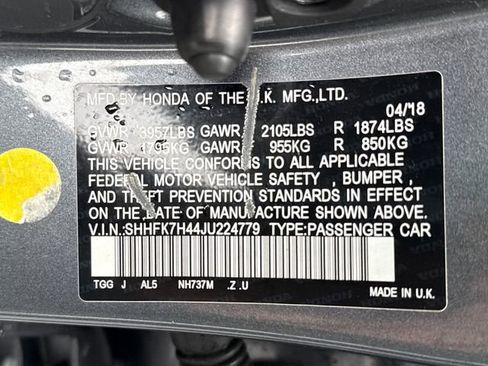 MFD BY HONDA OF THE U.K. MFG.,LTD.
04/18
GVWR 3957LBS GAWR F 2105LBS R 1874LBS
GVWR 1795KG GAWR F 955KG R 850KG
THIS VEHICLE CONFORMS TO ALL APPLICABLE
FEDERAL MOTOR VEHICLE SAFETY , BUMPER ,
AND THEFT PREVENTION STANDARDS IN EFFECT
ON THE DATE OF MANUFACTURE SHOWN ABOVE.
V.I.N.:SHHFK7H44JU224779 TYPE:PASSENGER CAR
TGG J AL5 NH737M .Z .U
MADE IN U.K.